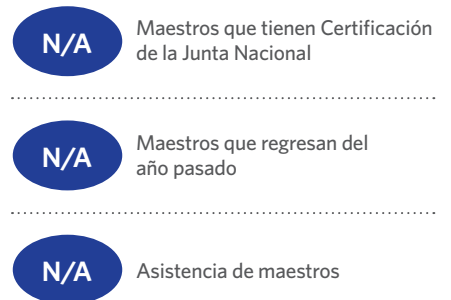 N/A
Maestros que tienen Certificación
de la Junta Nacional
N/A
Maestros que regresan del
año pasado
N/A
Asistencia de maestros